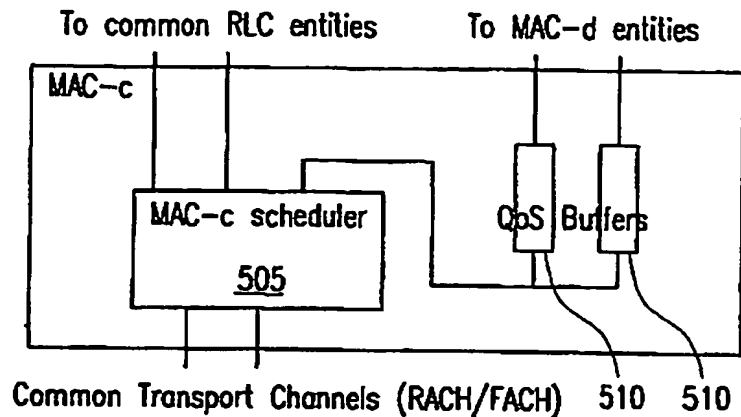 To common RLC entities
To MAC-d entities
MAC-c
MAC-c scheduler
QoS Buffers
505
Common Transport Channels (RACH/FACH)
510
510